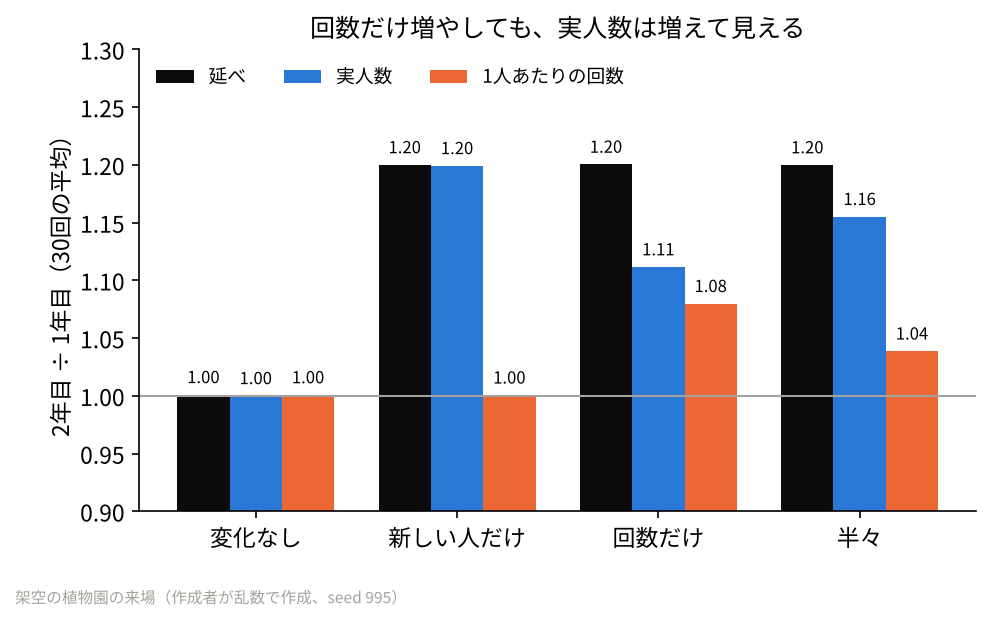 回数だけ増やしても、実人数は増えて見える
2年目 ÷ 1年目（30回の平均）
1.30
1.25
1.20
1.15
1.10
1.05
1.00
0.95
0.90
延べ
実人数
1人あたりの回数
1.00 1.00 1.00
1.20 1.20 1.00
1.20 1.11 1.08
1.20 1.16 1.04
変化なし
新しい人だけ
回数だけ
半々
架空の植物園の来場（作成者が乱数で作成、seed 995）